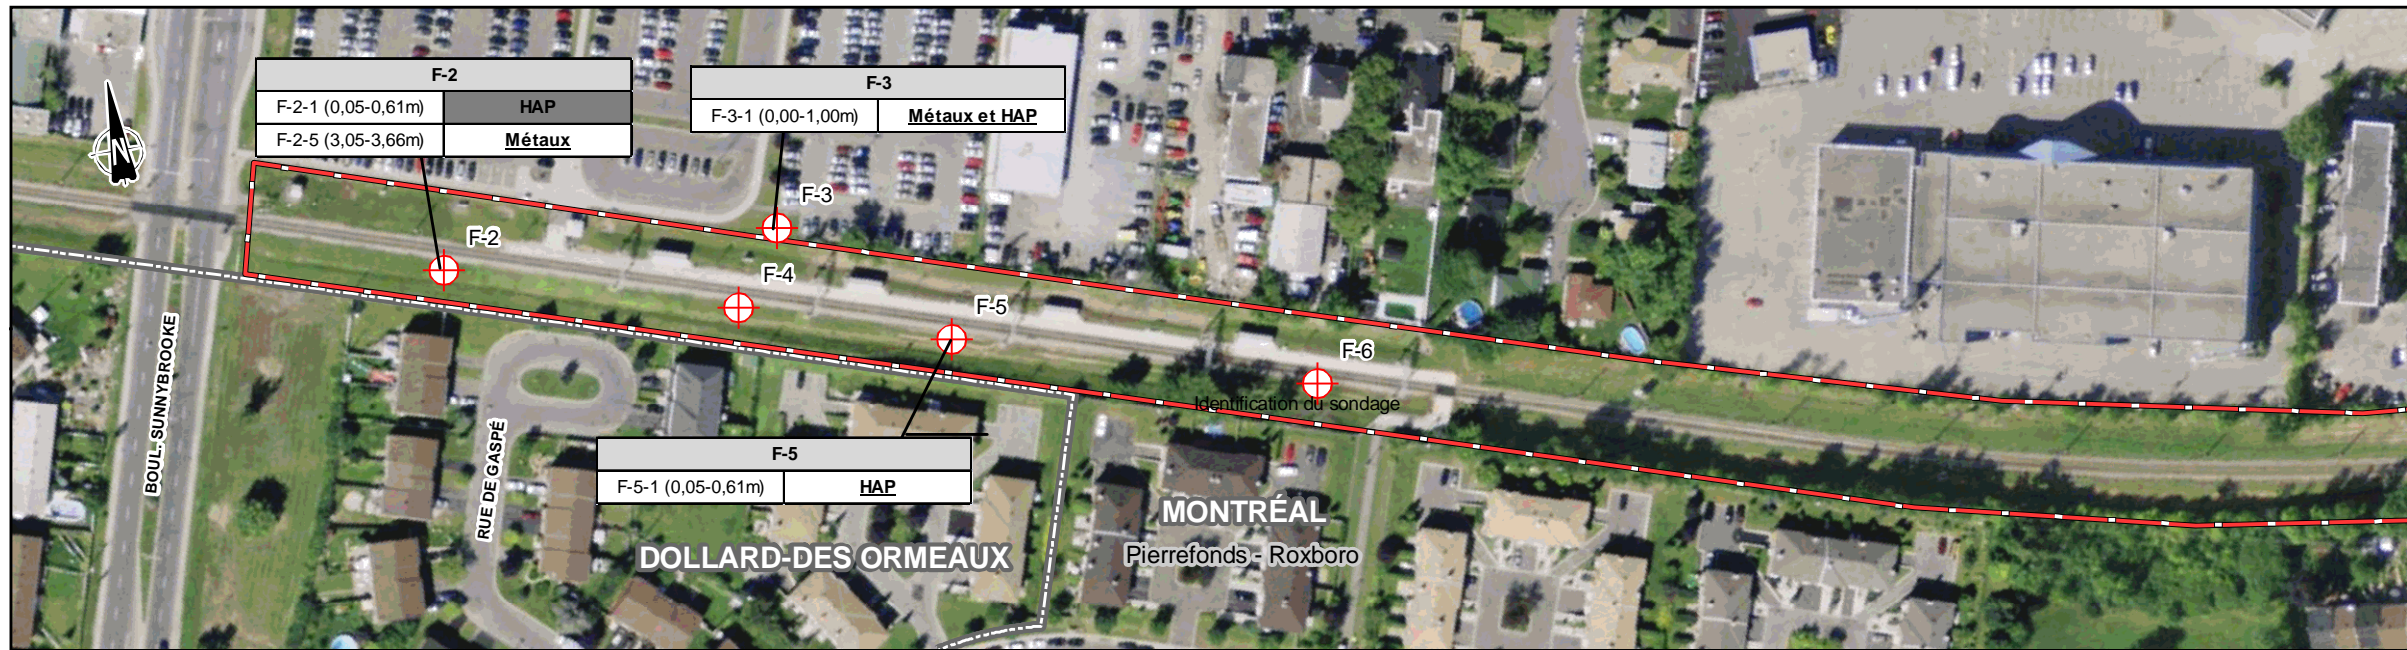 F-2
F-2-1 (0,05-0,61m) HAP
F-2-5 (3,05-3,66m) Métaux
F-3
F-3-1 (0,00-1,00m) Métaux et HAP
N
F-3
F-2
F-4
F-5
F-6
Identification du sondage
BOUL. SUNNYBROOKE
RUE DE GASPÉ
F-5
F-5-1 (0,05-0,61m) HAP
MONTRÉAL
Pierrefonds - Roxboro
DOLLARD-DES ORMEAUX